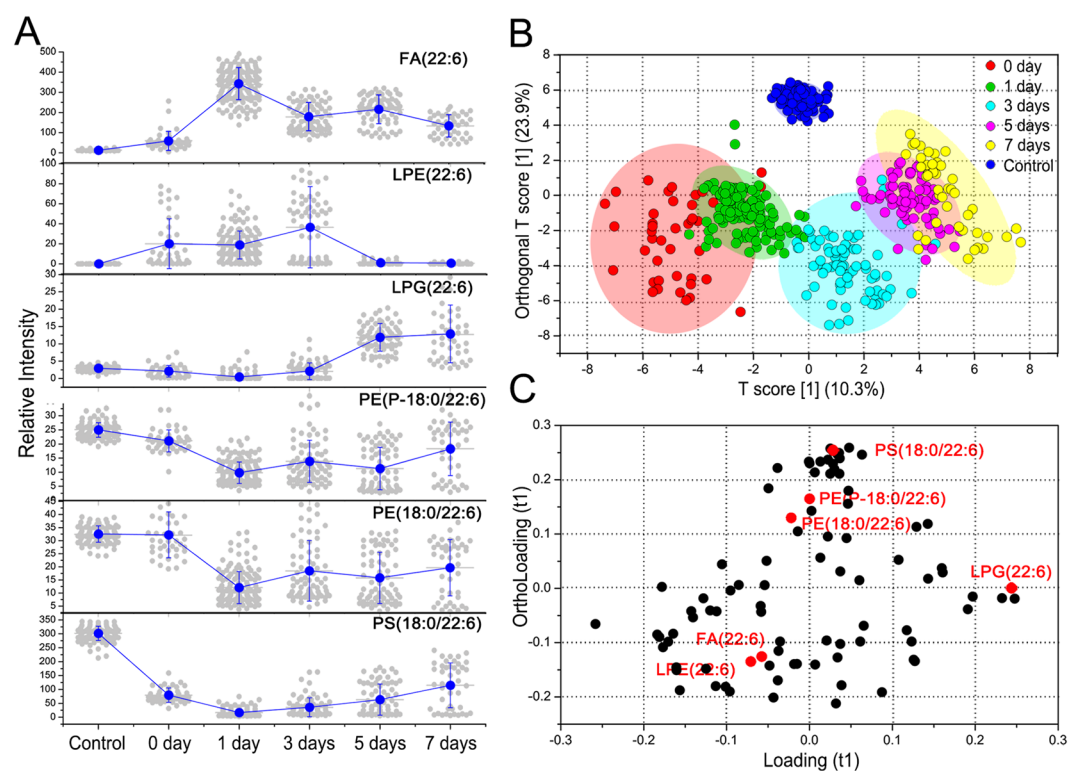 A
Relative Intensity
FA(22:6)
500
400
300
200
100
0
LPE(22:6)
100
80
60
40
20
0
LPG(22:6)
30
25
20
15
10
5
0
PE(P-18:0/22:6)
35
30
25
20
15
10
5
0
PE(18:0/22:6)
45
40
35
30
25
20
15
10
5
PS(18:0/22:6)
350
300
250
200
150
100
50
0
Control 0 day 1 day 3 days 5 days 7 days
B
Orthogonal T score [1] (23.9%)
8
6
4
2
0
-2
-4
-6
-8
0 day
1 day
3 days
5 days
7 days
Control
-8 -6 -4 -2 0 2 4 6 8
T score [1] (10.3%)
C
OrthoLoading (t1)
0.3
0.2
0.1
0.0
-0.1
-0.2
PS(18:0/22:6)
PE(P-18:0/22:6)
PE(18:0/22:6)
LPG(22:6)
FA(22:6)
LPE(22:6)
-0.3 -0.2 -0.1 0.0 0.1 0.2 0.3
Loading (t1)